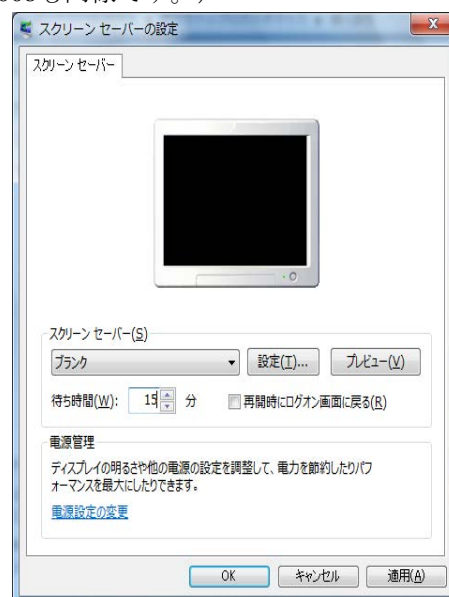 も同様です。
スクリーン セーバーの設定
スクリーン セーバー
スクリーン セーバー(S)
ブランク
設定(T)...
プレビュー(V)
待ち時間(W):
15
分
再開時にログオン画面に戻る(R)
電源管理
ディスプレイの明るさや他の電源の設定を調整して、電力を節約したりパフ
ォーマンスを最大にしたりできます。
電源設定の変更
OK
キャンセル
適用(A)